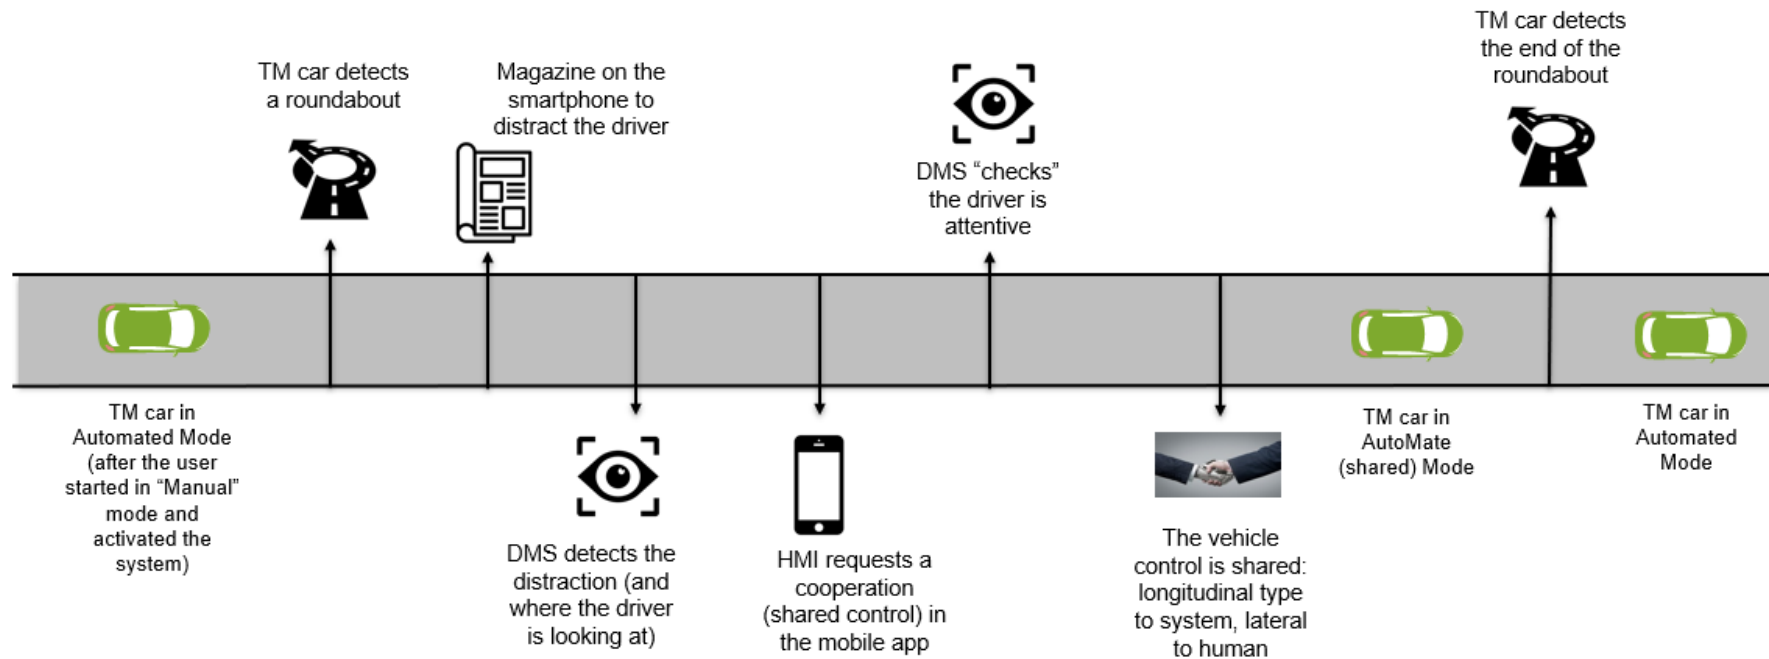 TM car detects
a roundabout
Magazine on the
smartphone to
distract the driver
DMS “checks”
the driver is
attentive
TM car detects
the end of the
roundabout
TM car in
Automated Mode
(after the user
started in “Manual”
mode and
activated the
system)
DMS detects the
distraction (and
where the driver
is looking at)
HMI requests a
cooperation
(shared control) in
the mobile app
The vehicle
control is shared:
longitudinal type
to system, lateral
to human
TM car in
AutoMate
(shared) Mode
TM car in
Automated
Mode